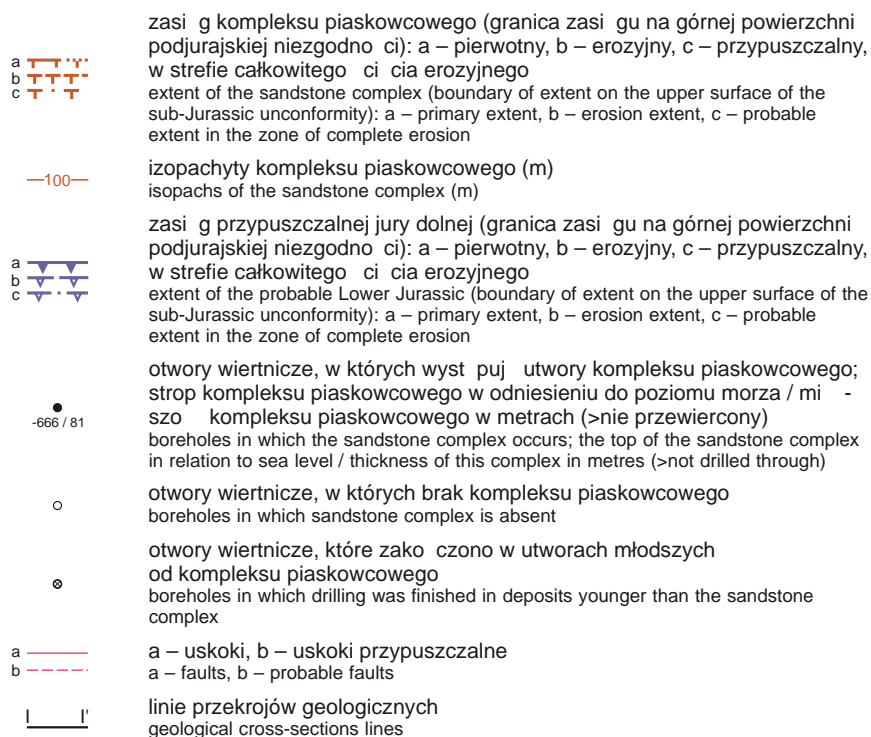 zasi g kompleksu piaskowcowego (granica zasi gu na górnej powierzchni
podjurajskiej niezgodno ci): a – pierwotny, b – erozyjny, c – przypuszczalny,
w strefie całkowitego ci cia erozyjnego
a
b
c
extent of the sandstone complex (boundary of extent on the upper surface of the
sub-Jurassic unconformity): a – primary extent, b – erosion extent, c – probable
extent in the zone of complete erosion
izopachyty kompleksu piaskowcowego (m)
100
isopachs of the sandstone complex (m)
zasi g przypuszczalnej jury dolnej (granica zasi gu na górnej powierzchni
podjurajskiej niezgodno ci): a – pierwotny, b – erozyjny, c – przypuszczalny,
w strefie całkowitego ci cia erozyjnego
a
b
c
extent of the probable Lower Jurassic (boundary of extent on the upper surface of the
sub-Jurassic unconformity): a – primary extent, b – erosion extent, c – probable
extent in the zone of complete erosion
otwory wiertnicze, w których wyst puj utwory kompleksu piaskowcowego;
strop kompleksu piaskowcowego w odniesieniu do poziomu morza / mi -
szo kompleksu piaskowcowego w metrach (>nie przewiercony)
-666 / 81
boreholes in which the sandstone complex occurs; the top of the sandstone complex
in relation to sea level / thickness of this complex in metres (>not drilled through)
otwory wiertnicze, w których brak kompleksu piaskowcowego
boreholes in which sandstone complex is absent
otwory wiertnicze, które zako czono w utworach młodszych
od kompleksu piaskowcowego
boreholes in which drilling was finished in deposits younger than the sandstone
complex
a
b
a – uskoki, b – uskoki przypuszczalne
a – faults, b – probable faults
I I'
linie przekrojów geologicznych
geological cross-sections lines